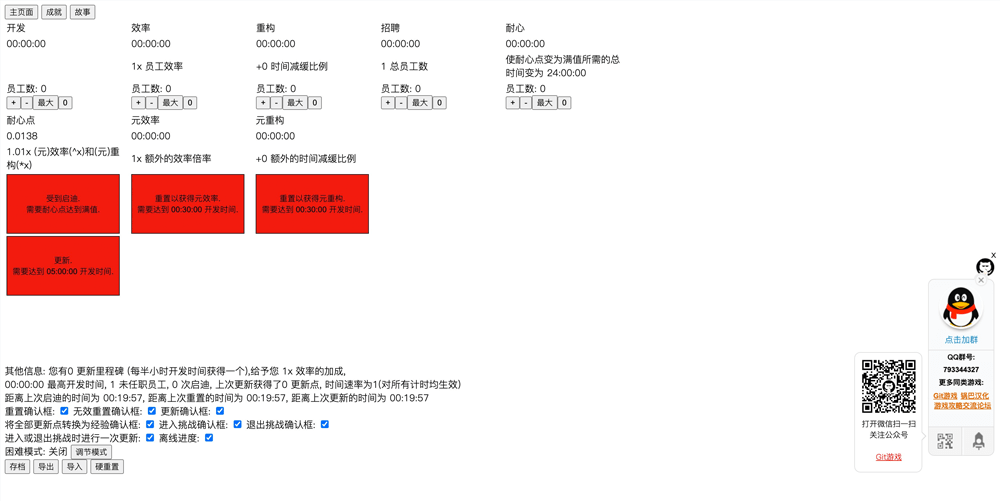 主页面 成就 故事
开发 效率 重构 招聘 耐心
00:00:00 00:00:00 00:00:00 00:00:00 00:00:00
1x 员工效率 +0 时间减缓比例 1 总员工数 使耐心点变为满值所需的总
时间变为 24:00:00
员工数: 0 员工数: 0 员工数: 0 员工数: 0 员工数: 0
+ - 最大 0 + - 最大 0 + - 最大 0 + - 最大 0 + - 最大 0
耐心点 元效率 元重构
0.0138 00:00:00 00:00:00
1.01x (元)效率(^x)和(元)重
构(*x)
1x 额外的效率倍率 +0 额外的时间减缓比例
受到启迪.
需要耐心点达到满值.
重置以获得元效率.
需要达到 00:30:00 开发时间.
重置以获得元重构.
需要达到 00:30:00 开发时间.
更新.
需要达到 05:00:00 开发时间.
其他信息: 您有0 更新里程碑 (每半小时开发时间获得一个),给予您 1x 效率的加成,
00:00:00 最高开发时间, 1 未任职员工, 0 次启迪, 上次更新获得了0 更新点, 时间速率为1(对所有计时均生效)
距离上次启迪的时间为 00:19:57, 距离上次重置的时间为 00:19:57, 距离上次更新的时间为 00:19:57
重置确认框: 无效重置确认框: 更新确认框:
将全部更新点转换为经验确认框: 进入挑战确认框: 退出挑战确认框:
进入或退出挑战时进行一次更新: 离线进度:
困难模式: 关闭 调节模式
存档 导出 导入 硬重置
x
点击加群
QQ群号:
793344327
更多同类游戏:
Git游戏 锅巴汉化
游戏攻略交流论坛
打开微信扫一扫
关注公众号
Git游戏